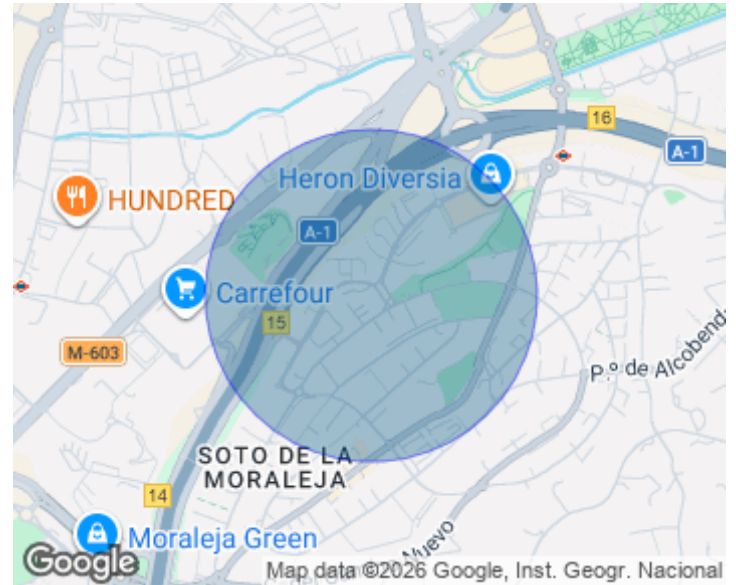 16
A-1
Heron Diversia
HUNDRED
A-1
Carrefour
15
M-603
P.º de Alcobenda
SOTO DE LA
MORALEJA
14
Moraleja Green
Nuevo
Google
Map data ©2026 Google, Inst. Geogr. Nacional